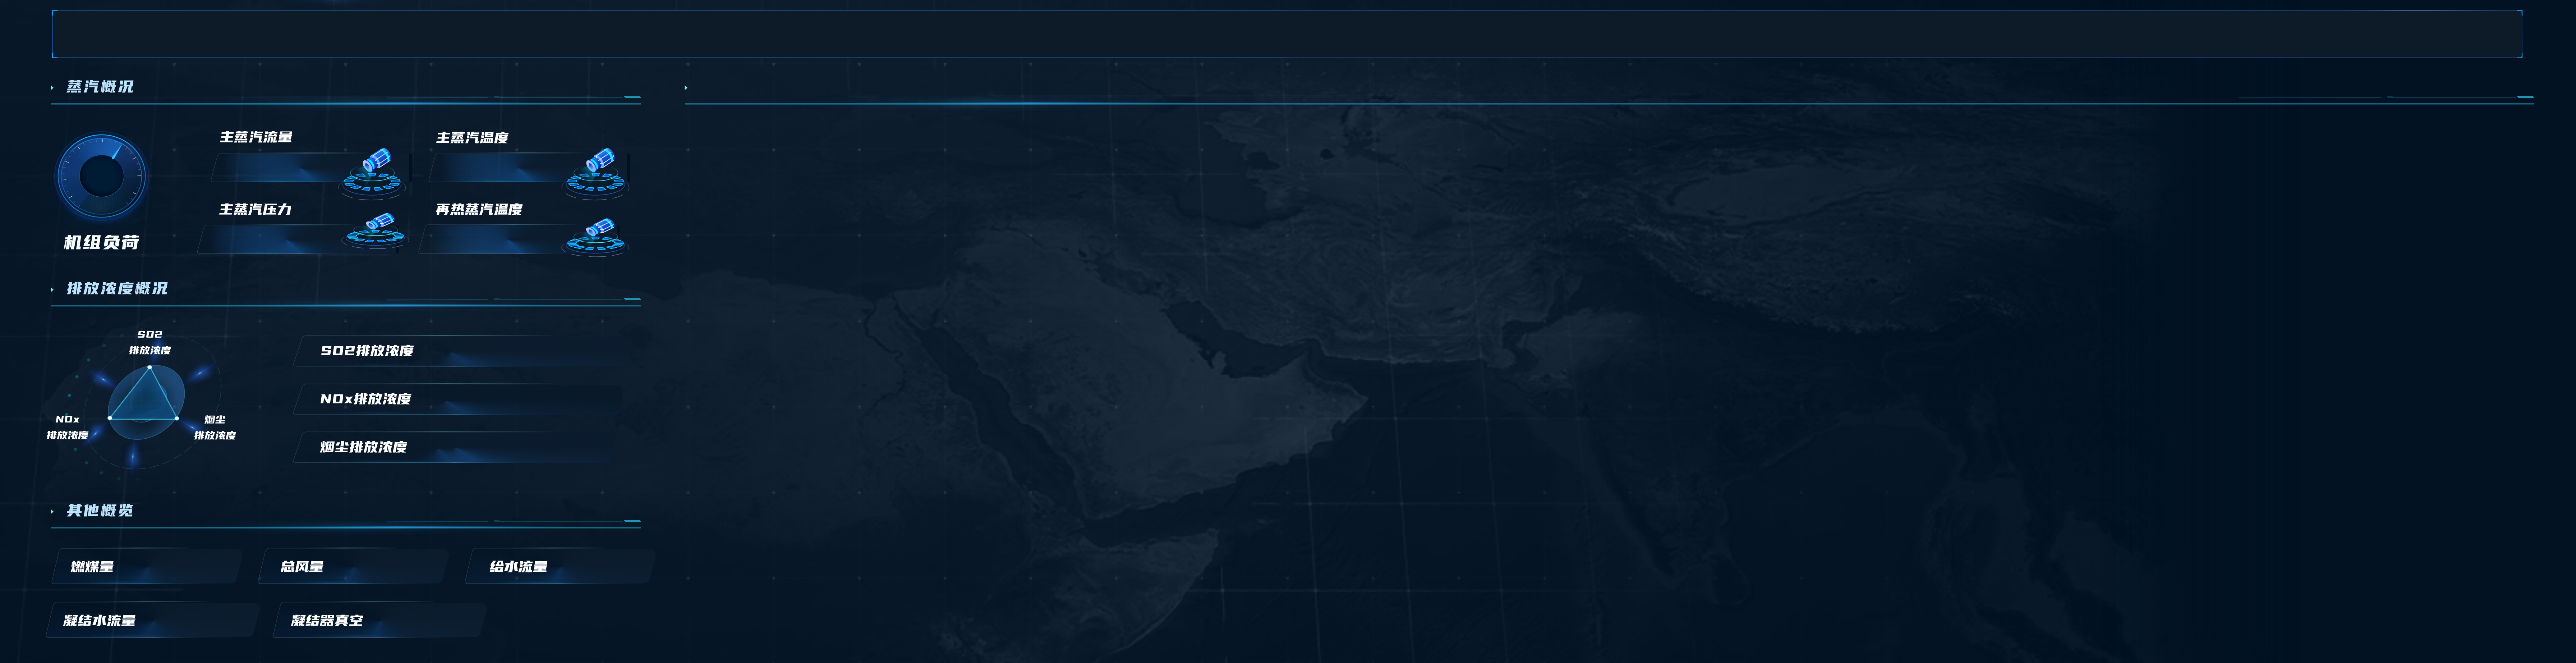 蒸汽概况
主蒸汽流量
主蒸汽温度
主蒸汽压力
再热蒸汽温度
机组负荷
排放浓度概况
SO2
排放浓度
NOx
排放浓度
烟尘
排放浓度
SO2排放浓度
NOx排放浓度
烟尘排放浓度
其他概览
燃煤量
总风量
给水流量
凝结水流量
凝结器真空